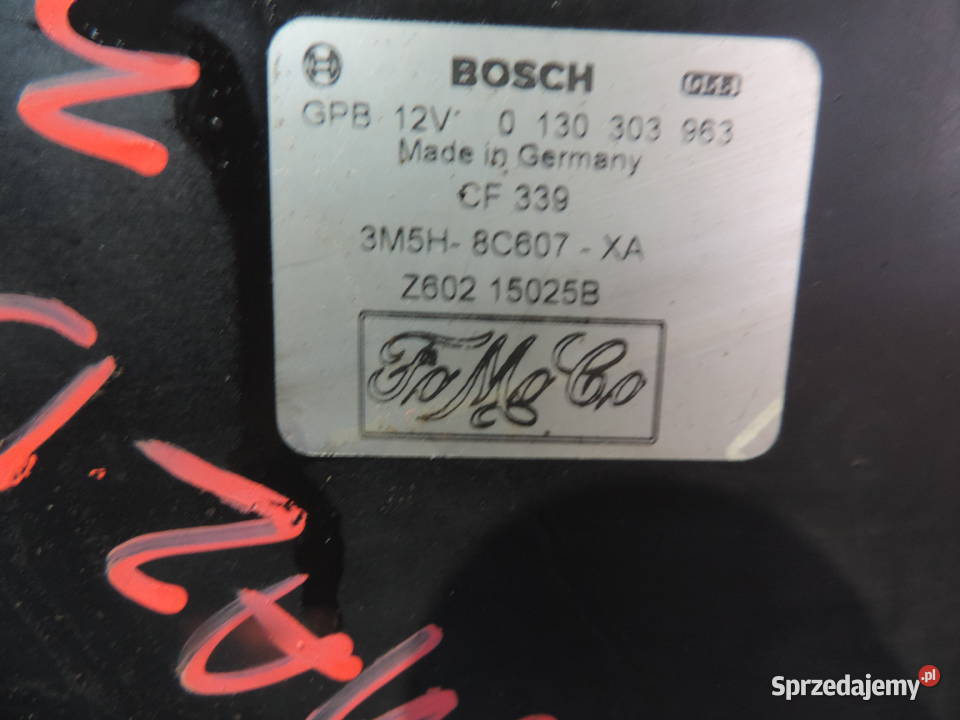 BOSCH
GPB 12V 0 130 303 963
Made in Germany
CF 339
3M5H- 8C607 - XA
Z602 15025B
FoMoCo
Sprzedajemy.pl